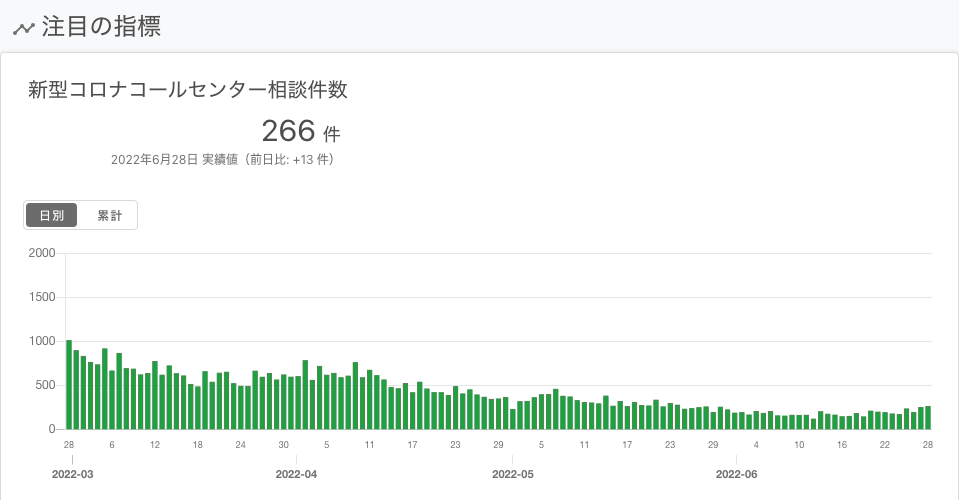 注目の指標
新型コロナコールセンター相談件数
266 件
2022年6月28日 実績値（前日比: +13 件）
日別 累計
2000
1500
1000
500
0
28 6 12 18 24 30 5 11 17 23 29 5 11 17 23 29 4 10 16 22 28
2022-03 2022-04 2022-05 2022-06